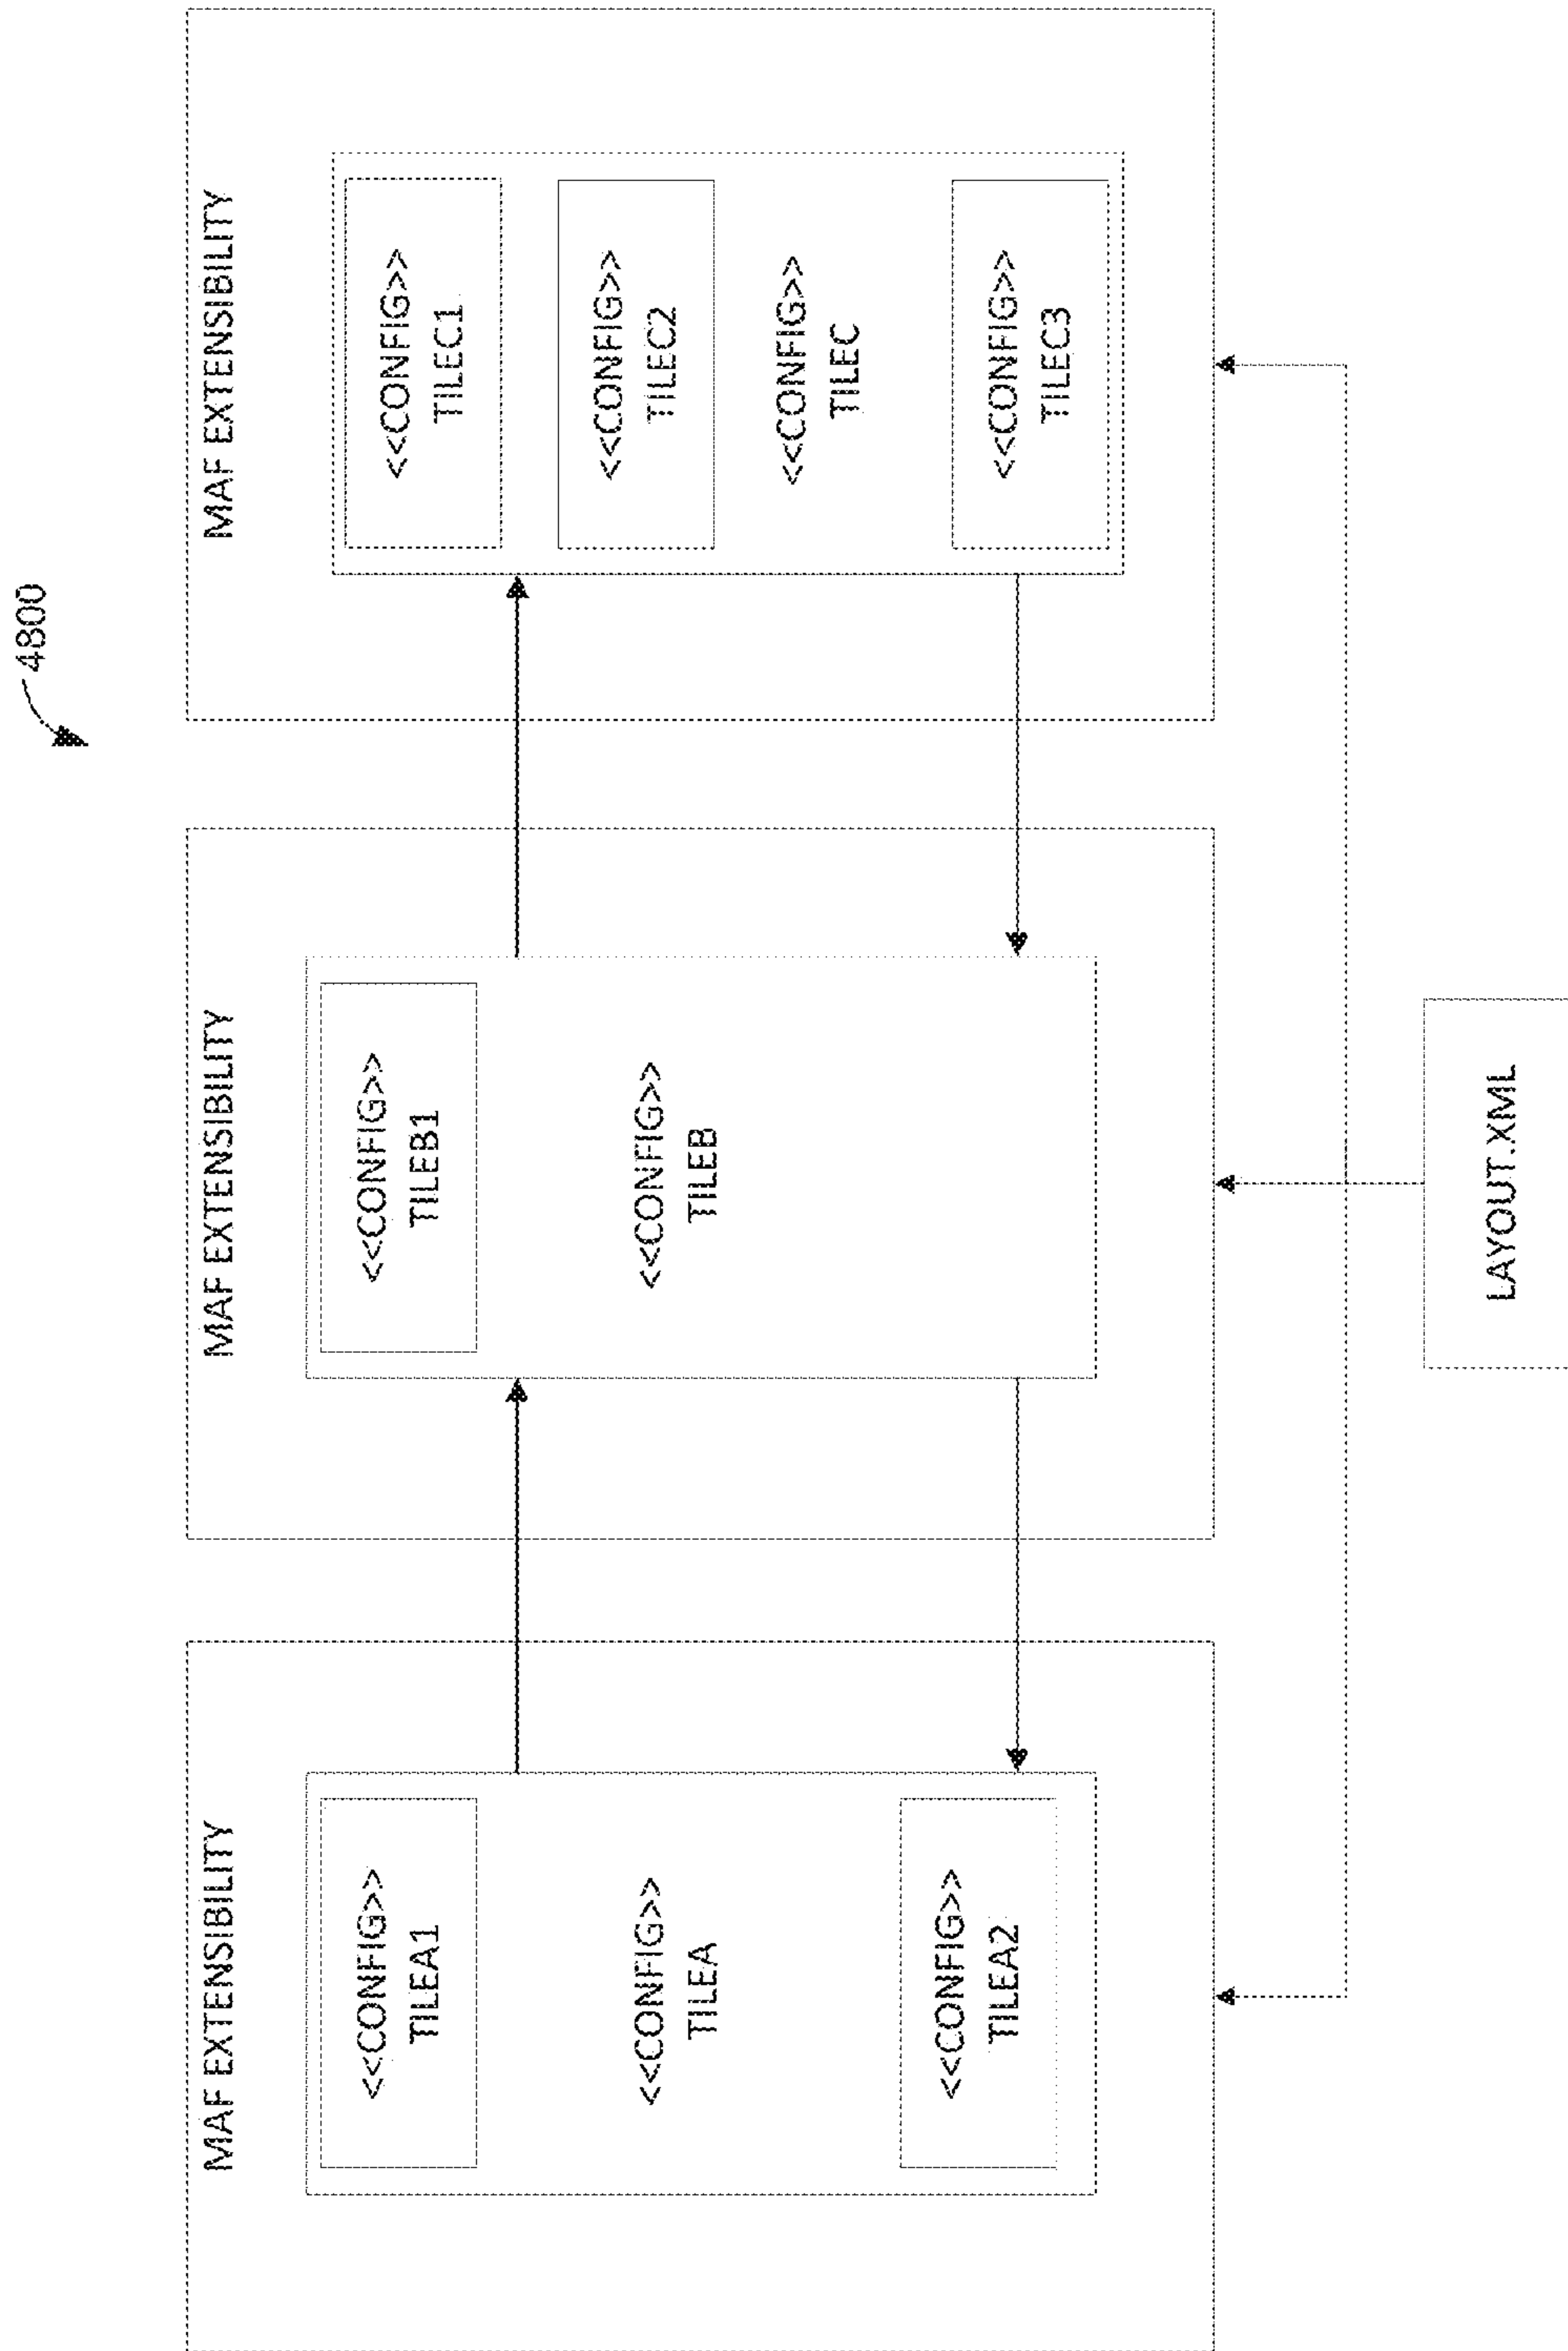 4800
MAF EXTENSIBILITY
<<CONFIG>>
TILEA1
<<CONFIG>>
TILEA
<<CONFIG>>
TILEA2
MAF EXTENSIBILITY
<<CONFIG>>
TILEB1
<<CONFIG>>
TILEB
MAF EXTENSIBILITY
<<CONFIG>>
TILEC1
<<CONFIG>>
TILEC2
<<CONFIG>>
TILEC
<<CONFIG>>
TILEC3
LAYOUT.XML